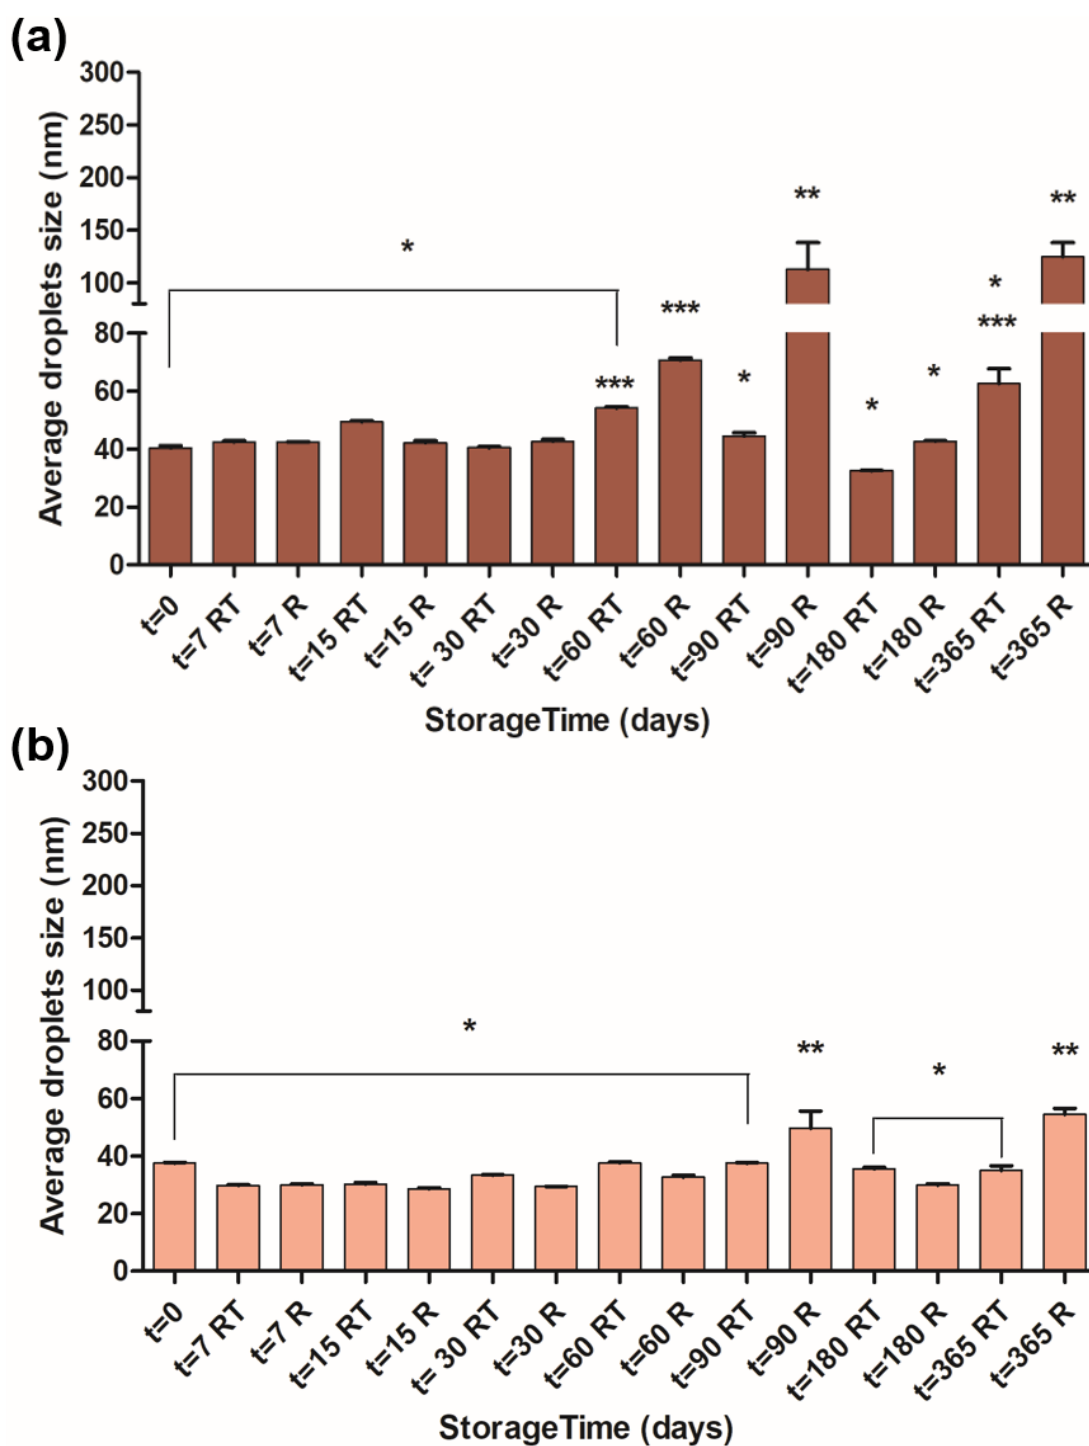 (a)
Average droplets size (nm)
300
250
200
150
100
80
60
40
20
0
*
***
***
*
**
*
*
*
***
**
t=0
t=7 RT
t=7 R
t=15 RT
t=15 R
t= 30 RT
t=30 R
t=60 RT
t=60 R
t=90 RT
t=90 R
t=180 RT
t=180 R
t=365 RT
t=365 R
StorageTime (days)
(b)
Average droplets size (nm)
300
250
200
150
100
80
60
40
20
0
*
**
*
**
t=0
t=7 RT
t=7 R
t=15 RT
t=15 R
t= 30 RT
t=30 R
t=60 RT
t=60 R
t=90 RT
t=90 R
t=180 RT
t=180 R
t=365 RT
t=365 R
StorageTime (days)